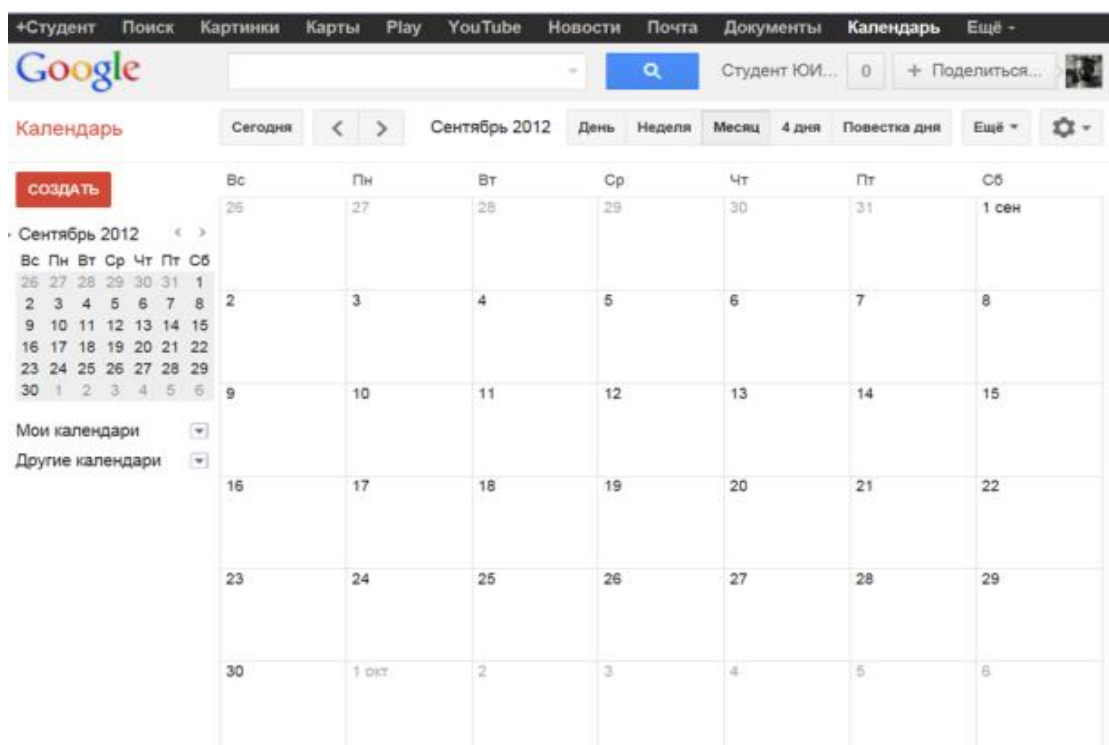 +Студент Поиск Картинки Карты Play YouTube Новости Почта Документы Календарь Ещё
Google Студент ЮИ... 0 + Поделиться...
Календарь Сегодня < > Сентябрь 2012 День Неделя Месяц 4 дня Повестка дня Ещё
СОЗДАТЬ
Сентябрь 2012 < >
Вс Пн Вт Ср Чт Пт Сб
26 27 28 29 30 31 1
2 3 4 5 6 7 8
9 10 11 12 13 14 15
16 17 18 19 20 21 22
23 24 25 26 27 28 29
30 1 2 3 4 5 6
Мои календари
Другие календари
Вс Пн Вт Ср Чт Пт Сб
26 27 28 29 30 31 1 сен
2 3 4 5 6 7 8
9 10 11 12 13 14 15
16 17 18 19 20 21 22
23 24 25 26 27 28 29
30 1 окт 2 3 4 5 6